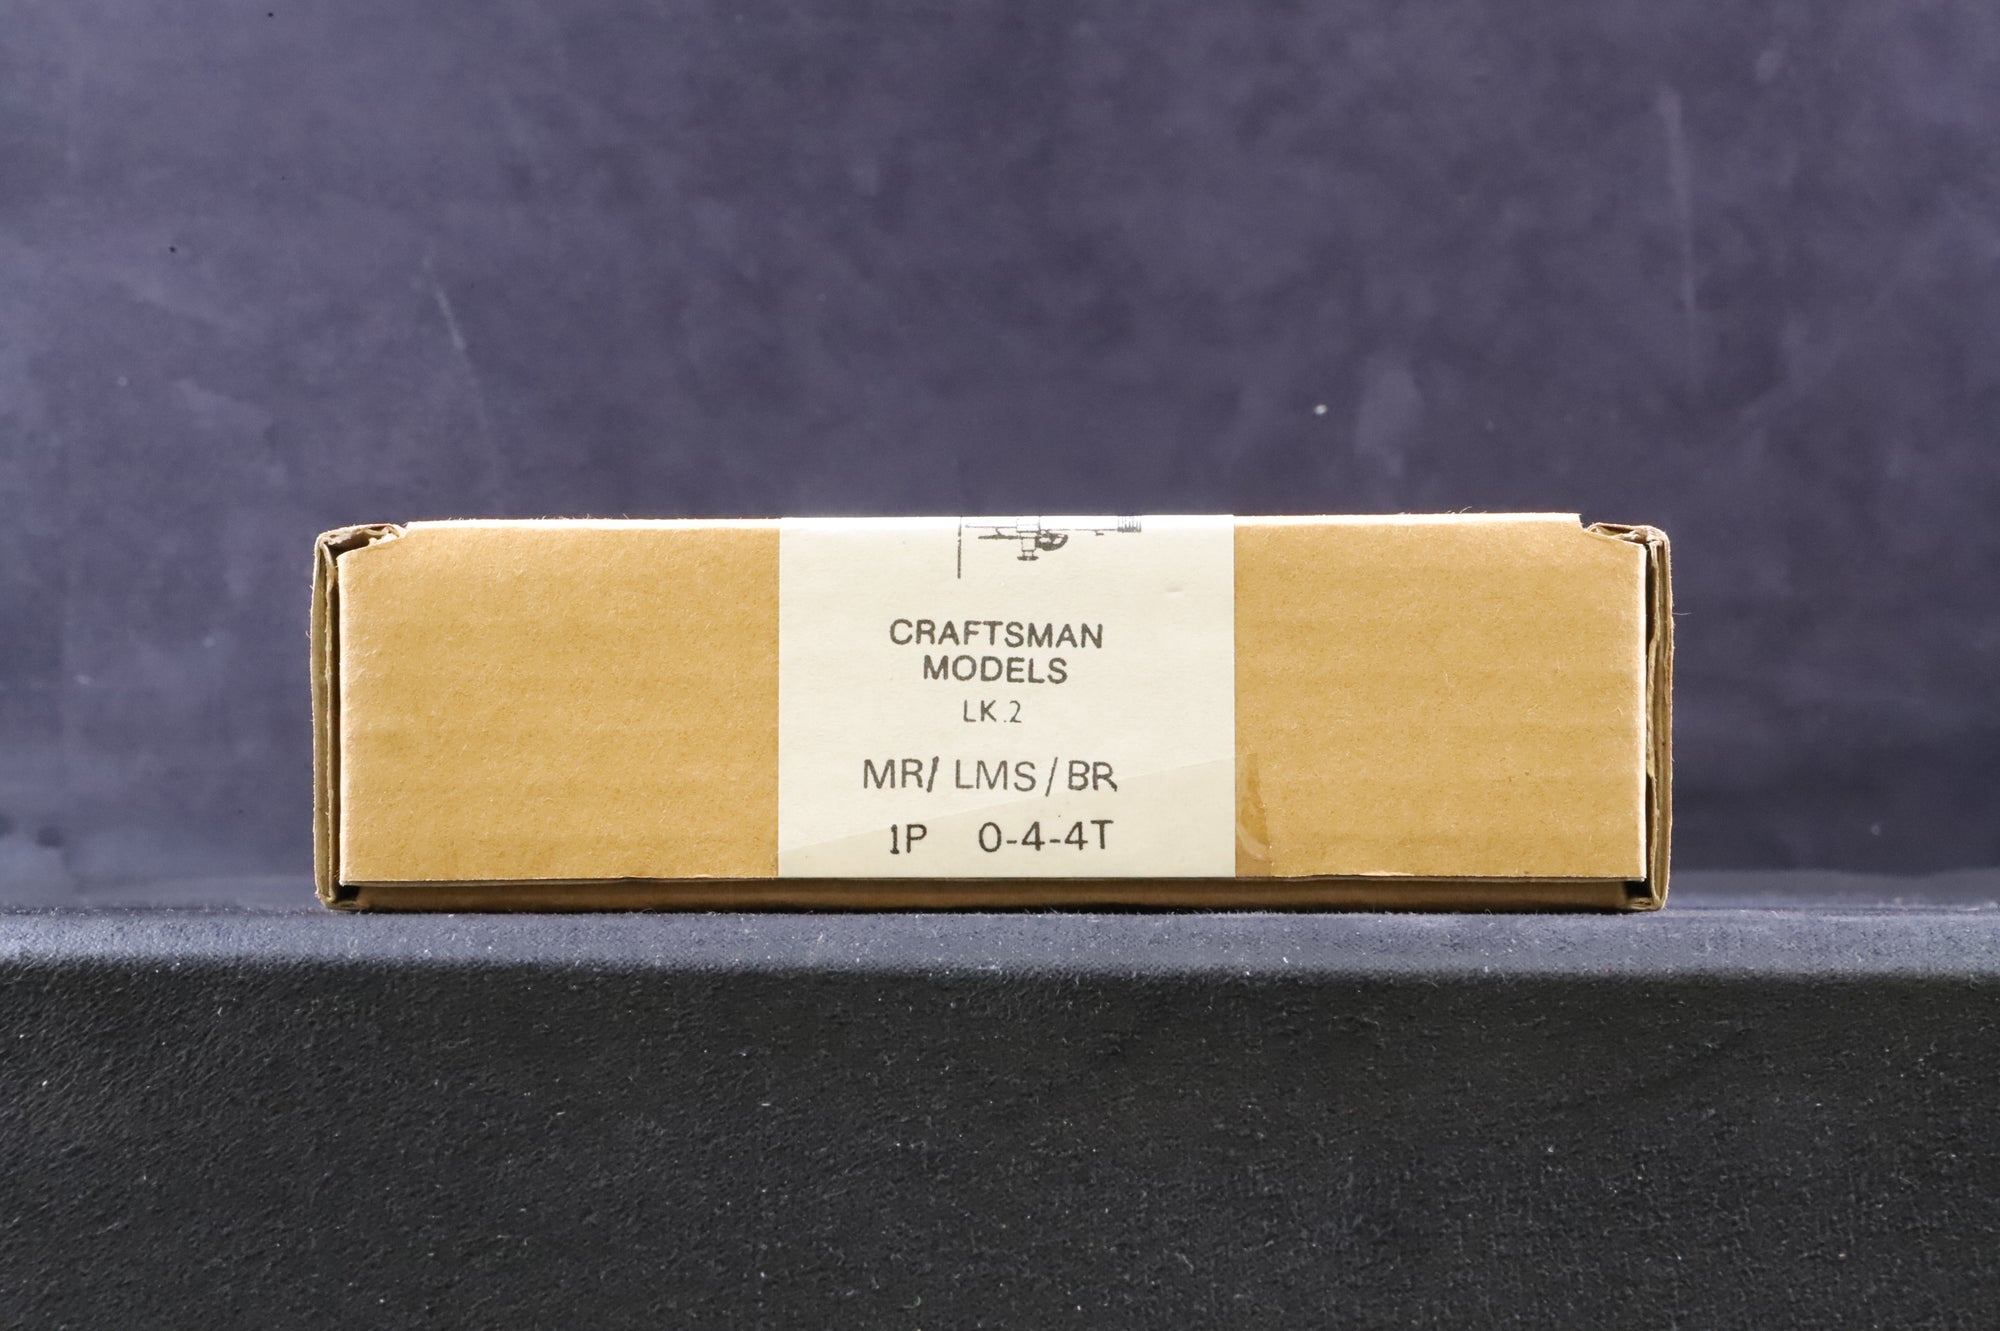 CRAFTSMAN
MODELS
LK.2
MR/ LMS/BR
1P 0-4-4T